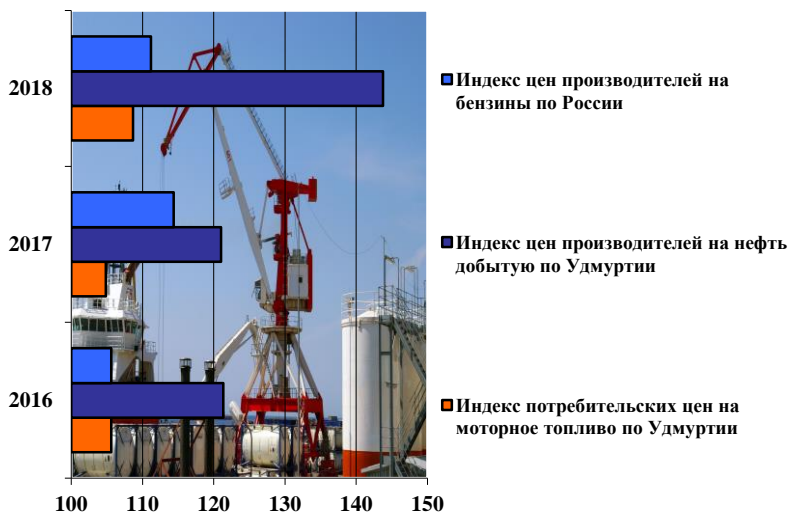 2018
2017
2016
100 110 120 130 140 150
Индекс цен производителей на
бензины по России
Индекс цен производителей на нефть
добытую по Удмуртии
Индекс потребительских цен на
моторное топливо по Удмуртии